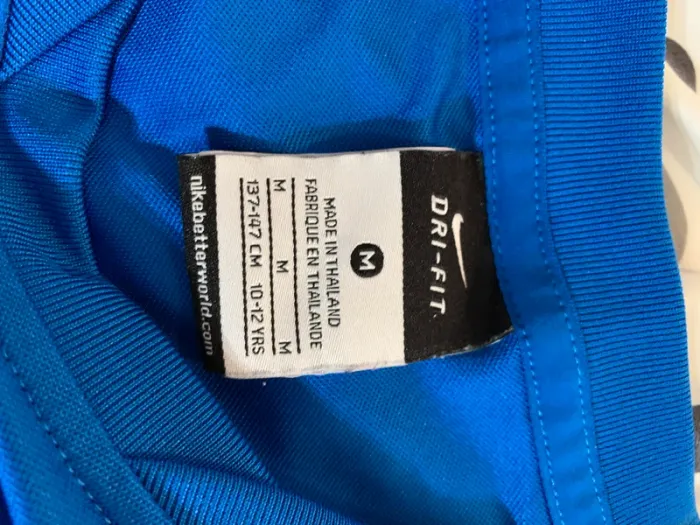 DRI-FIT
M
MADE IN THAILAND
FABRIQUE EN THAILANDE
M M M
137-147 CM 10-12 YRS
nikebetterworld.com